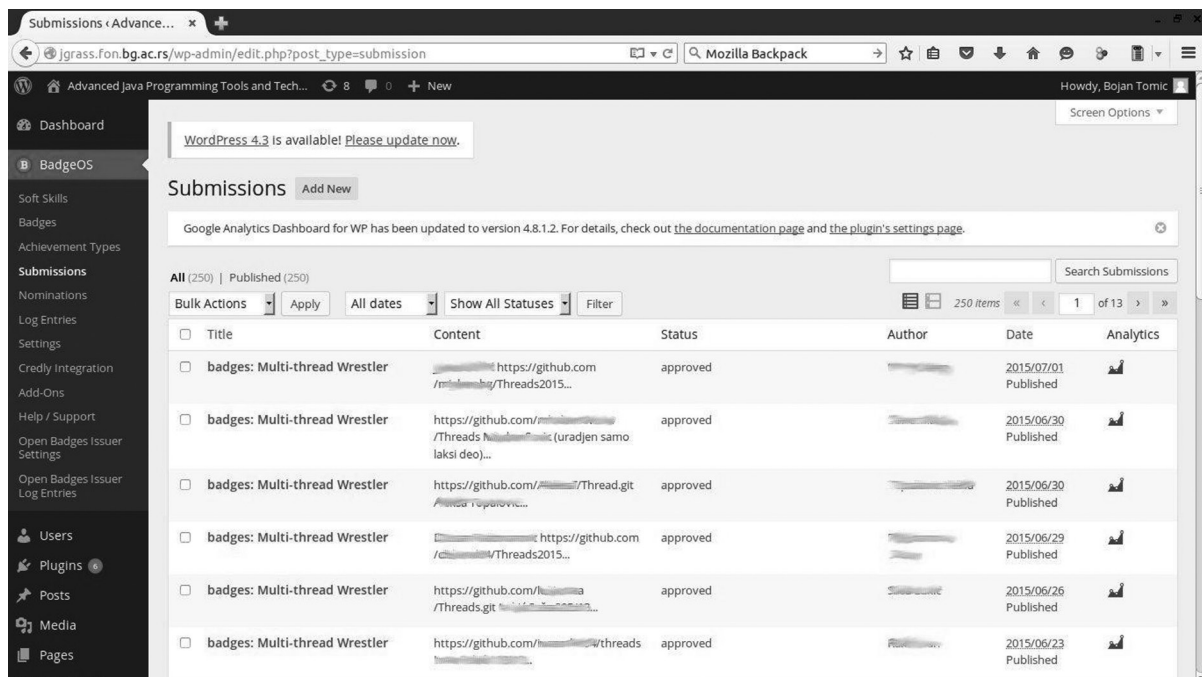 Submissions ‹ Advance...
jgrass.fon.bg.ac.rs/wp-admin/edit.php?post_type=submission
Mozilla Backpack
Advanced Java Programming Tools and Tech... 8 0 + New
Howdy, Bojan Tomic
Screen Options
Dashboard
BadgeOS
Soft Skills
Badges
Achievement Types
Submissions
Nominations
Log Entries
Settings
Credly Integration
Add-Ons
Help / Support
Open Badges Issuer
Settings
Open Badges Issuer
Log Entries
Users
Plugins 6
Posts
Media
Pages
WordPress 4.3 is available! Please update now.
Submissions Add New
Google Analytics Dashboard for WP has been updated to version 4.8.1.2. For details, check out the documentation page and the plugin's settings page.
All (250) | Published (250)
Search Submissions
Bulk Actions Apply All dates Show All Statuses Filter 250 items « ‹ 1 of 13 › »
Title Content Status Author Date Analytics
badges: Multi-thread Wrestler https://github.com approved 2015/07/01
/Threads2015... Published
badges: Multi-thread Wrestler https://github.com/ approved 2015/06/30
/Threads (uradjen samo Published
laksi deo)...
badges: Multi-thread Wrestler https://github.com/ /Thread.git approved 2015/06/30
Published
badges: Multi-thread Wrestler https://github.com approved 2015/06/29
/Threads2015... Published
badges: Multi-thread Wrestler https://github.com/ approved 2015/06/26
/Threads.git Published
badges: Multi-thread Wrestler https://github.com/ /threads approved 2015/06/23
Published